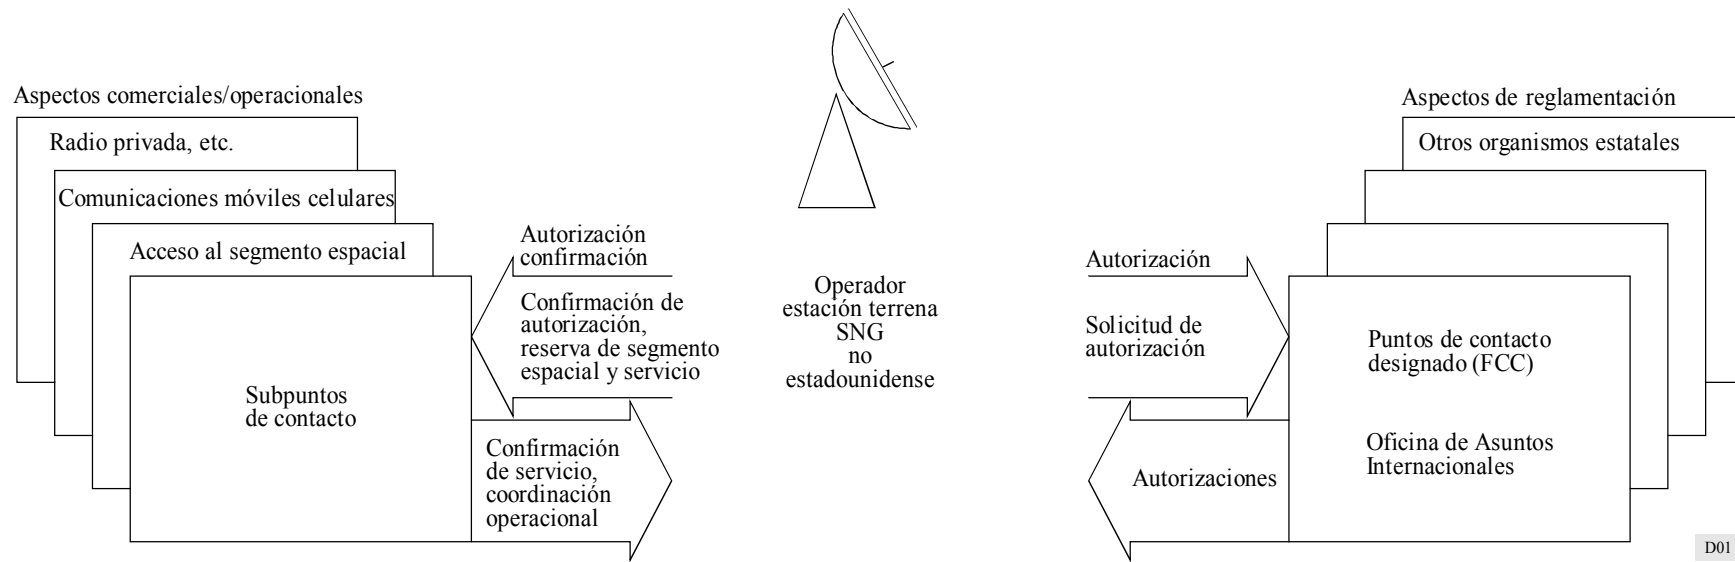 Aspectos comerciales/operacionales
Radio privada, etc.
Comunicaciones móviles celulares
Acceso al segmento espacial
Subpuntos
de contacto
Autorización
confirmación
Confirmación de
autorización,
reserva de segmento
espacial y servicio
Confirmación
de servicio,
coordinación
operacional
Operador
estación terrena
SNG
no
estadounidense
Autorización
Solicitud de
autorización
Autorizaciones
Aspectos de reglamentación
Otros organismos estatales
Puntos de contacto
designado (FCC)
Oficina de Asuntos
Internacionales
D01